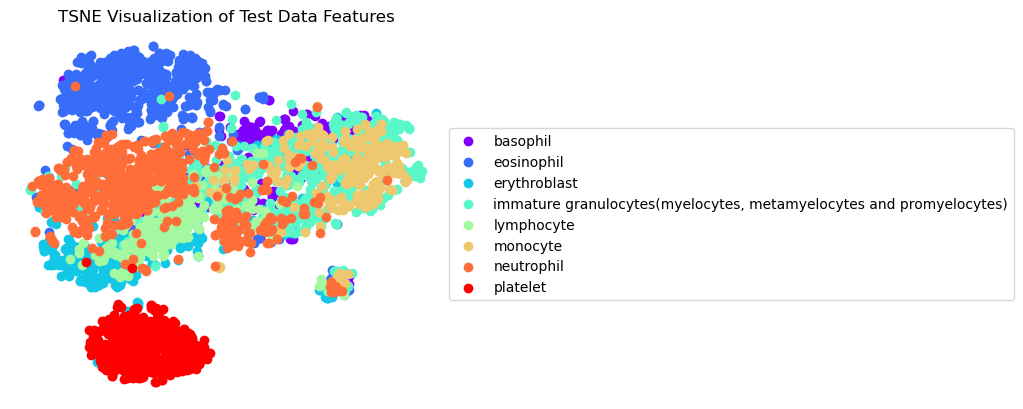 TSNE Visualization of Test Data Features
basophil
eosinophil
erythroblast
immature granulocytes(myelocytes, metamyelocytes and promyelocytes)
lymphocyte
monocyte
neutrophil
platelet